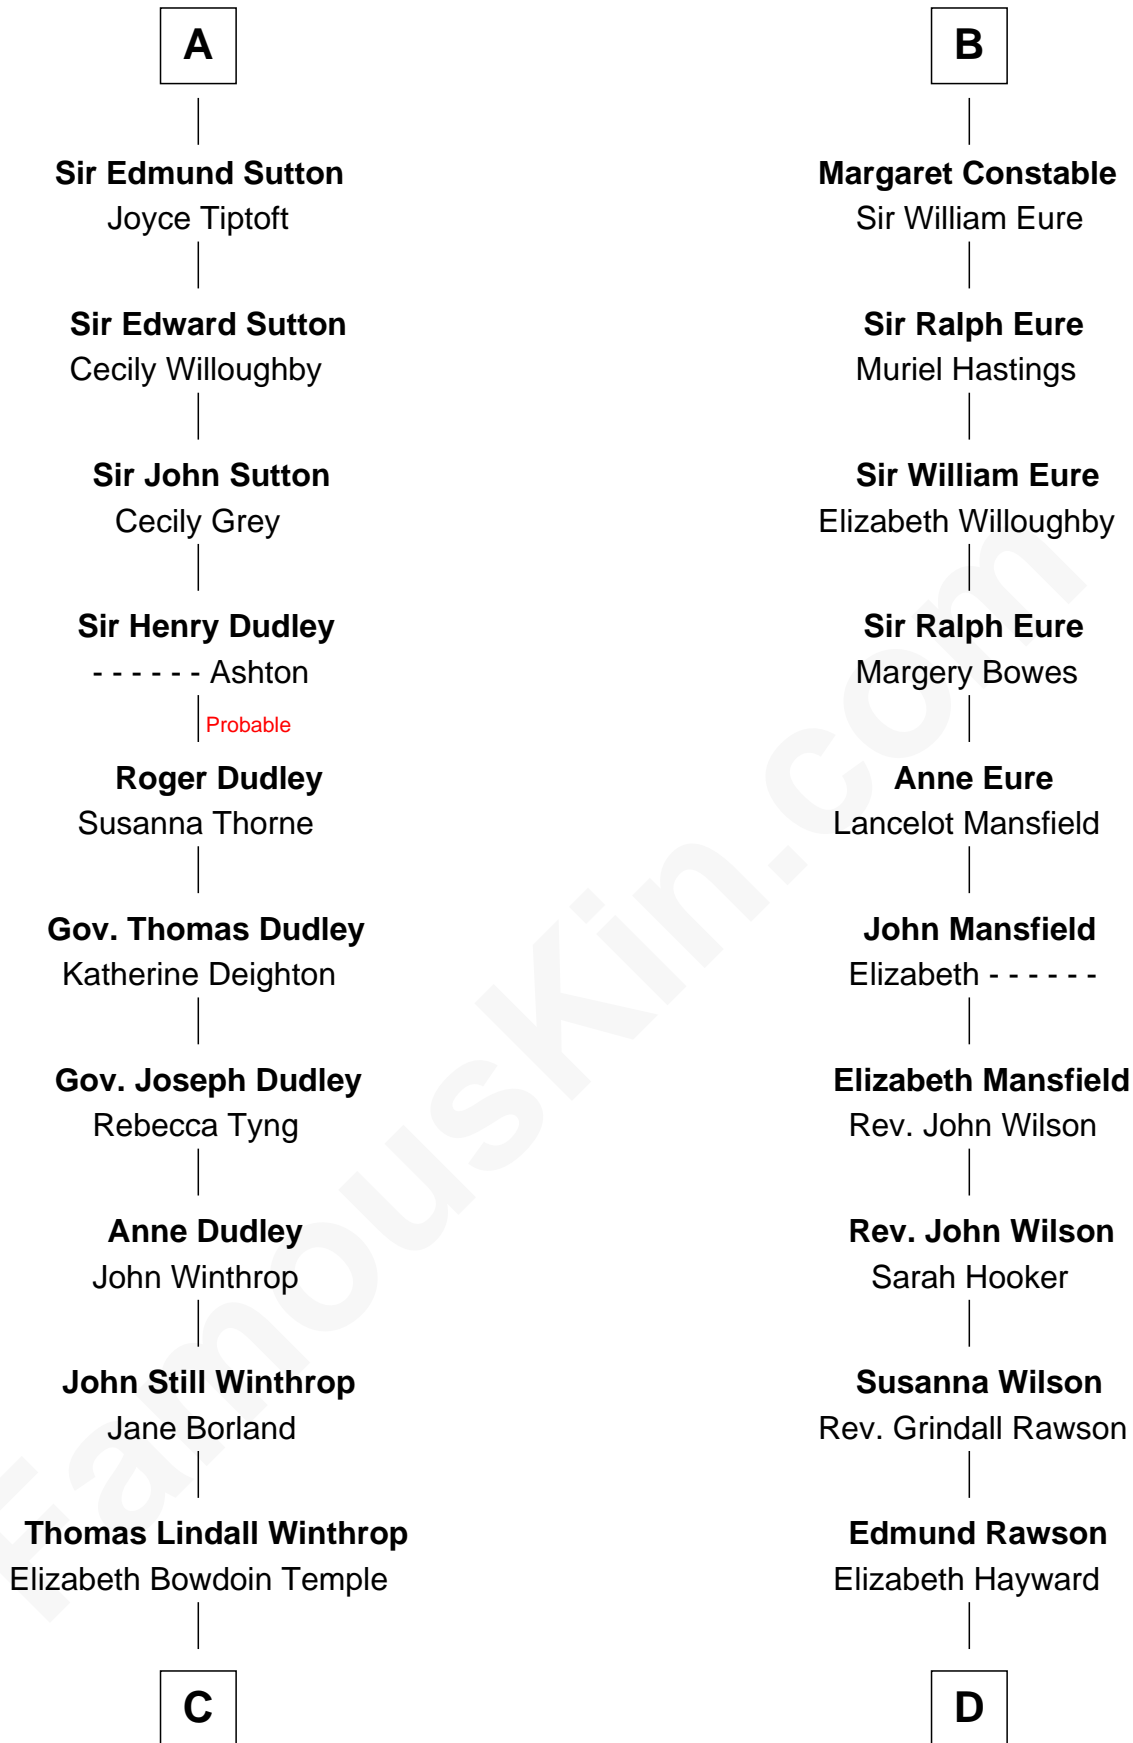 A
Sir Edmund Sutton
Joyce Tiptoft
Sir Edward Sutton
Cecily Willoughby
Sir John Sutton
Cecily Grey
Sir Henry Dudley
- - - - - - Ashton
Probable
Roger Dudley
Susanna Thorne
Gov. Thomas Dudley
Katherine Deighton
Gov. Joseph Dudley
Rebecca Tyng
Anne Dudley
John Winthrop
John Still Winthrop
Jane Borland
Thomas Lindall Winthrop
Elizabeth Bowdoin Temple
C
B
Margaret Constable
Sir William Eure
Sir Ralph Eure
Muriel Hastings
Sir William Eure
Elizabeth Willoughby
Sir Ralph Eure
Margery Bowes
Anne Eure
Lancelot Mansfield
John Mansfield
Elizabeth - - - - - -
Elizabeth Mansfield
Rev. John Wilson
Rev. John Wilson
Sarah Hooker
Susanna Wilson
Rev. Grindall Rawson
Edmund Rawson
Elizabeth Hayward
D
FamousKin.com